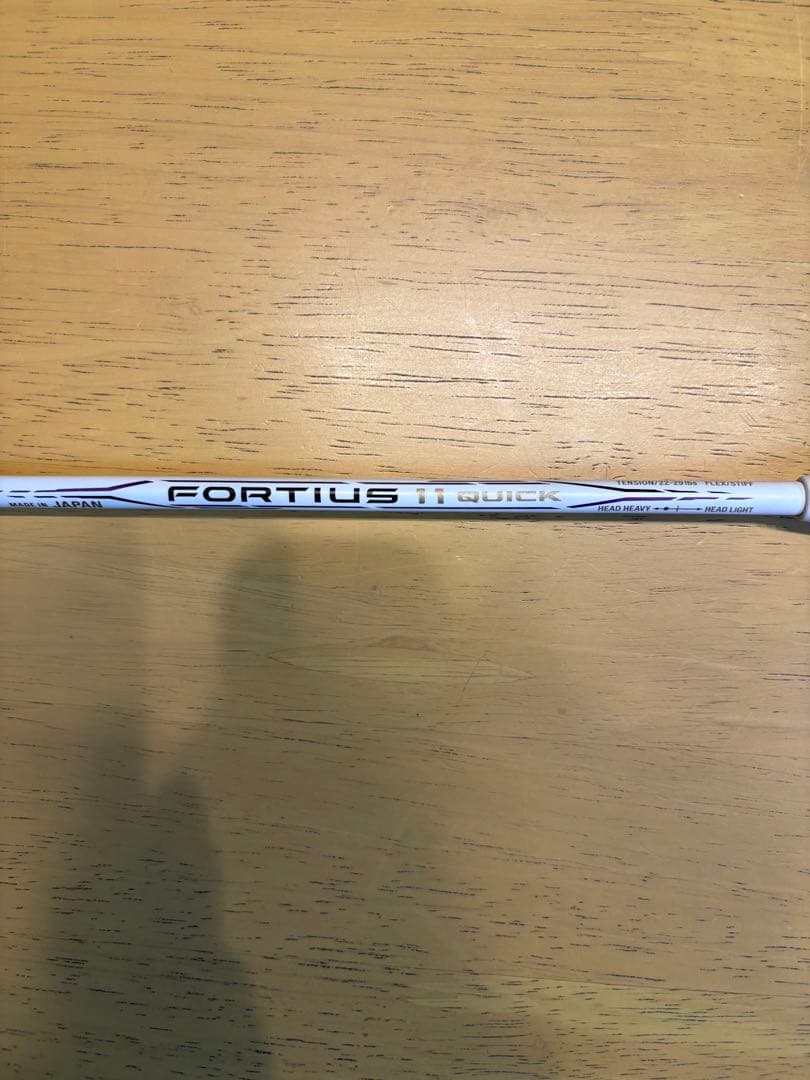 MADE IN JAPAN
FORTIUS 11 QUICK
TENSION/22-29lbs FLEX/STIFF
HEAD HEAVY HEAD LIGHT